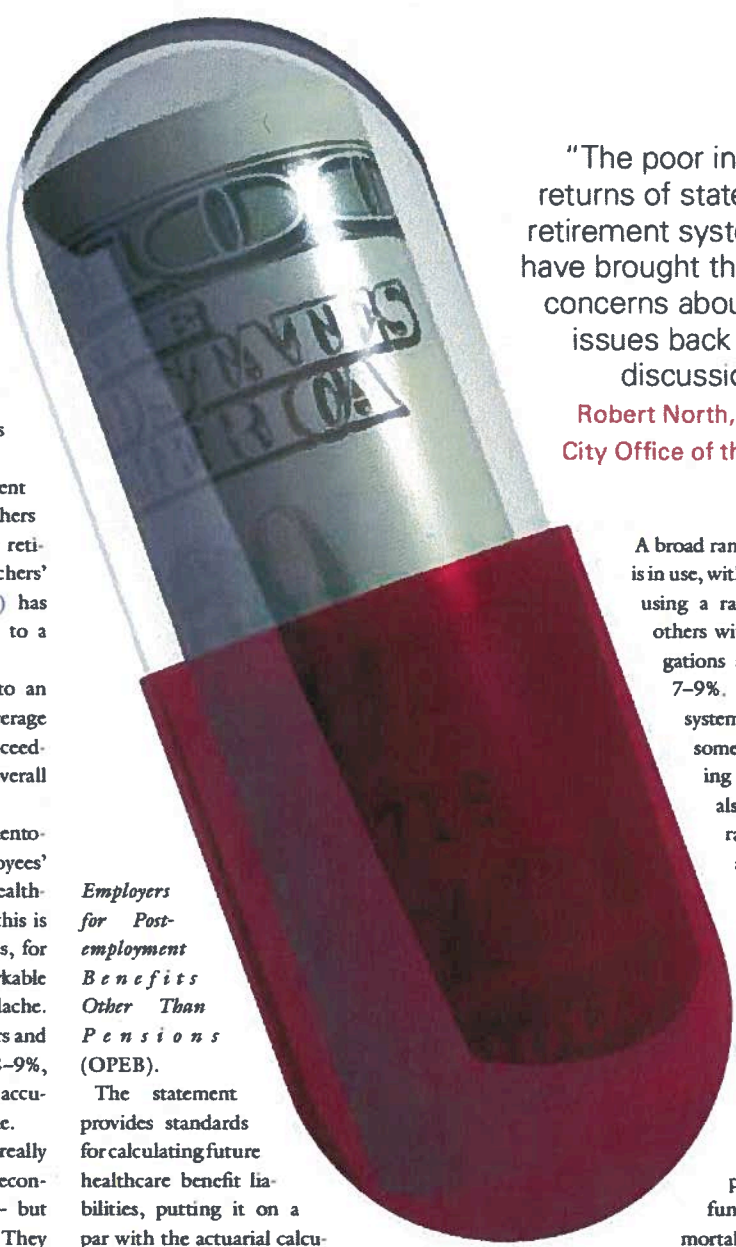 s
ent
hers
reti-
chers'
) has
to a
to an
erage
ceed-
verall
ento-
oyees'
ealth-
this is
s, for
kable
lache.
rs and
–9%,
accu-
e.
really
econ-
– but
They
Employers
for Post-
employment
Benefits
Other Than
Pensions
(OPEB).
The statement
provides standards
for calculating future
healthcare benefit lia-
bilities, putting it on a
par with the actuarial calcu-
"The poor in
returns of state
retirement syste
have brought th
concerns abou
issues back
discussio
Robert North,
City Office of th
A broad ran
is in use, with
using a ra
others wi
gations a
7–9%.
system
some
ing
als
ra
a
p
fun
mortal